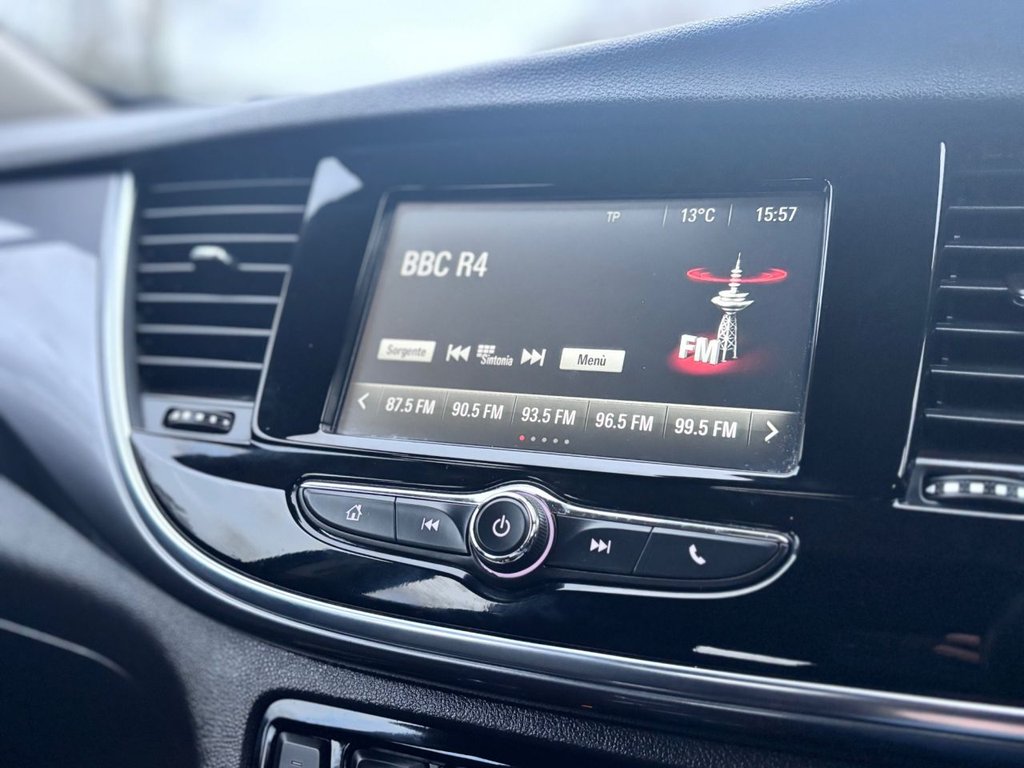 TP 13°C 15:57
BBC R4
FM
Sorgente Sintonia Menù
87.5 FM 90.5 FM 93.5 FM 96.5 FM 99.5 FM